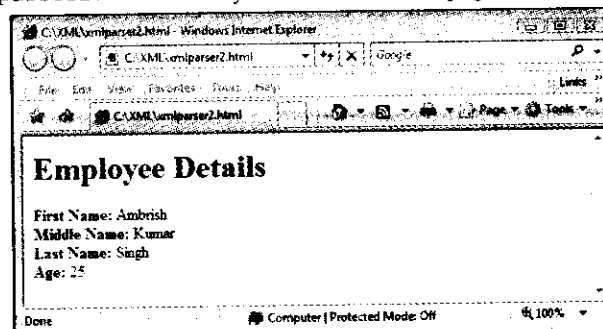 C:\XML\xmlparser2.html - Windows Internet Explorer
C:\XML\xmlparser2.html Google
File Edit View Favorites Tools Help
Links
C:\XML\xmlparser2.html Page Tools
Employee Details
First Name: Ambrish
Middle Name: Kumar
Last Name: Singh
Age: 25
Done Computer | Protected Mode: Off 100%